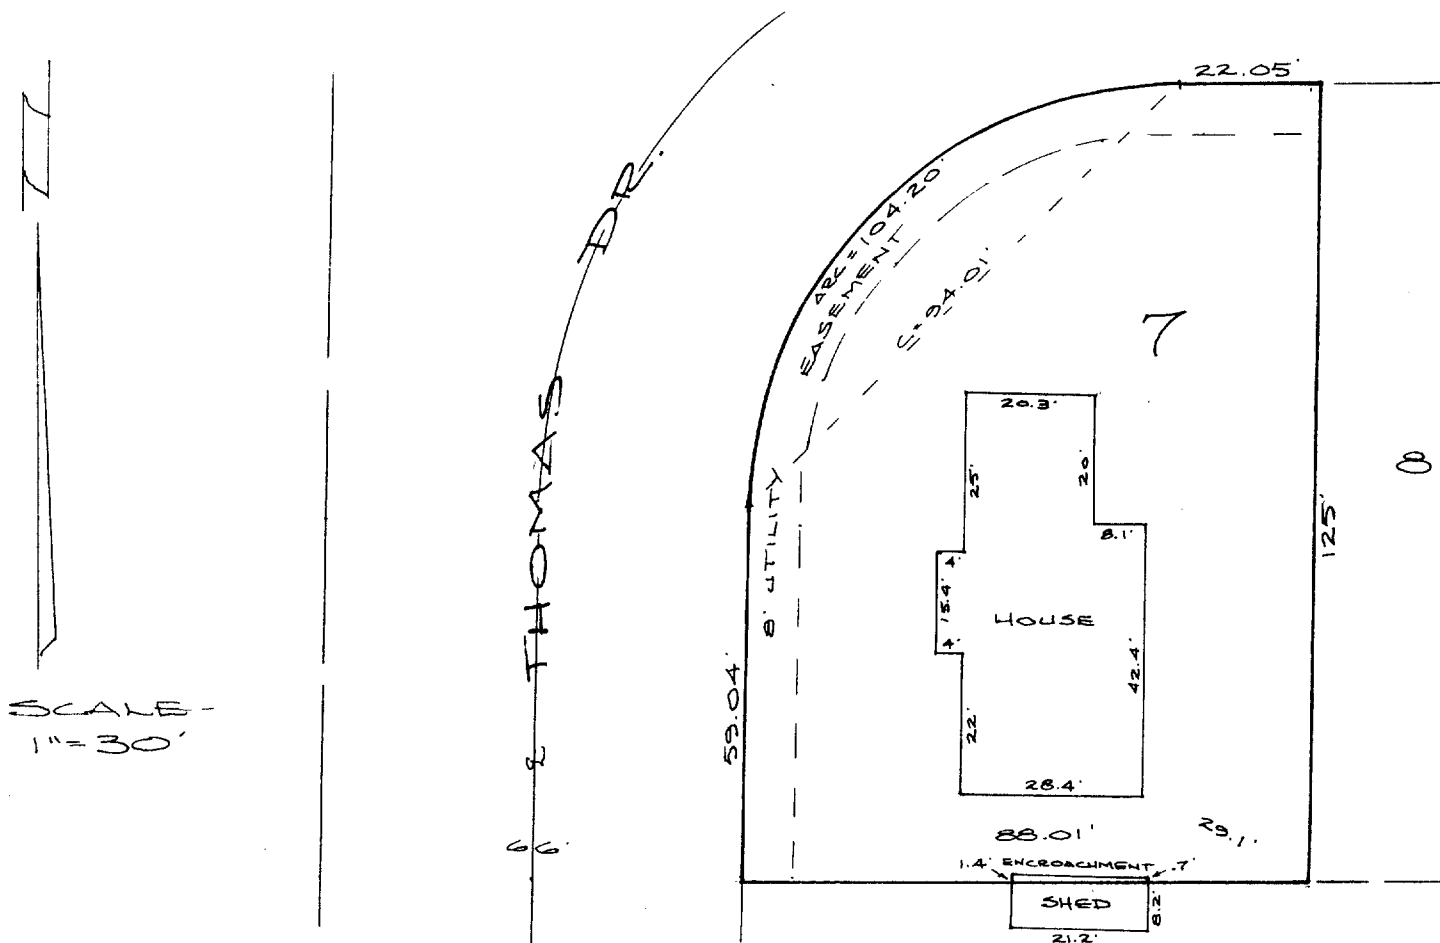 22.05'
DR.
ARC = 104.20'
EASEMENT
C = 94.01'
7
20.3'
25'
20'
8.1'
8
125'
THOMAS
8' UTILITY
4'
15.4'
HOUSE
4'
42.4'
59.04'
22'
SCALE-
1"=30'
28.4'
66'
88.01'
29.1'
1.4' ENCROACHMENT .7'
SHED
8.2'
21.2'